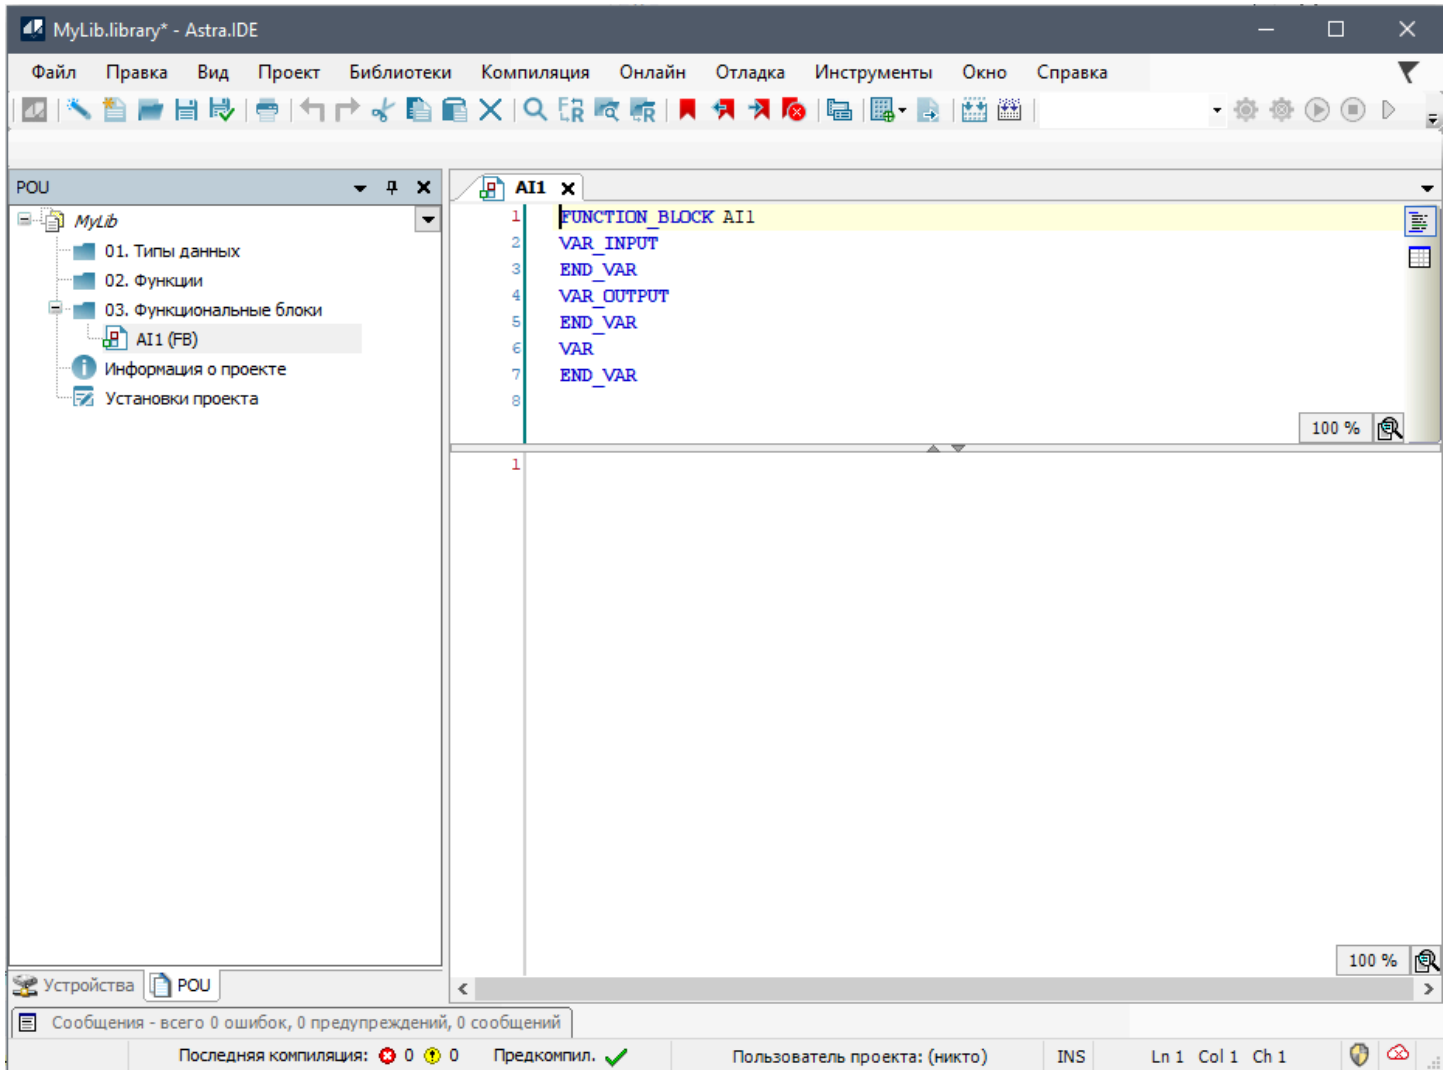 MyLib.library* - Astra.IDE
Файл Правка Вид Проект Библиотеки Компиляция Онлайн Отладка Инструменты Окно Справка
POU
MyLib
01. Типы данных
02. Функции
03. Функциональные блоки
AI1 (FB)
Информация о проекте
Установки проекта
Устройства POU
AI1
1 FUNCTION_BLOCK AI1
2 VAR_INPUT
3 END_VAR
4 VAR_OUTPUT
5 END_VAR
6 VAR
7 END_VAR
8
100 %
1
100 %
Сообщения - всего 0 ошибок, 0 предупреждений, 0 сообщений
Последняя компиляция: 0 0 Предкомпил. Пользователь проекта: (никто) INS Ln 1 Col 1 Ch 1